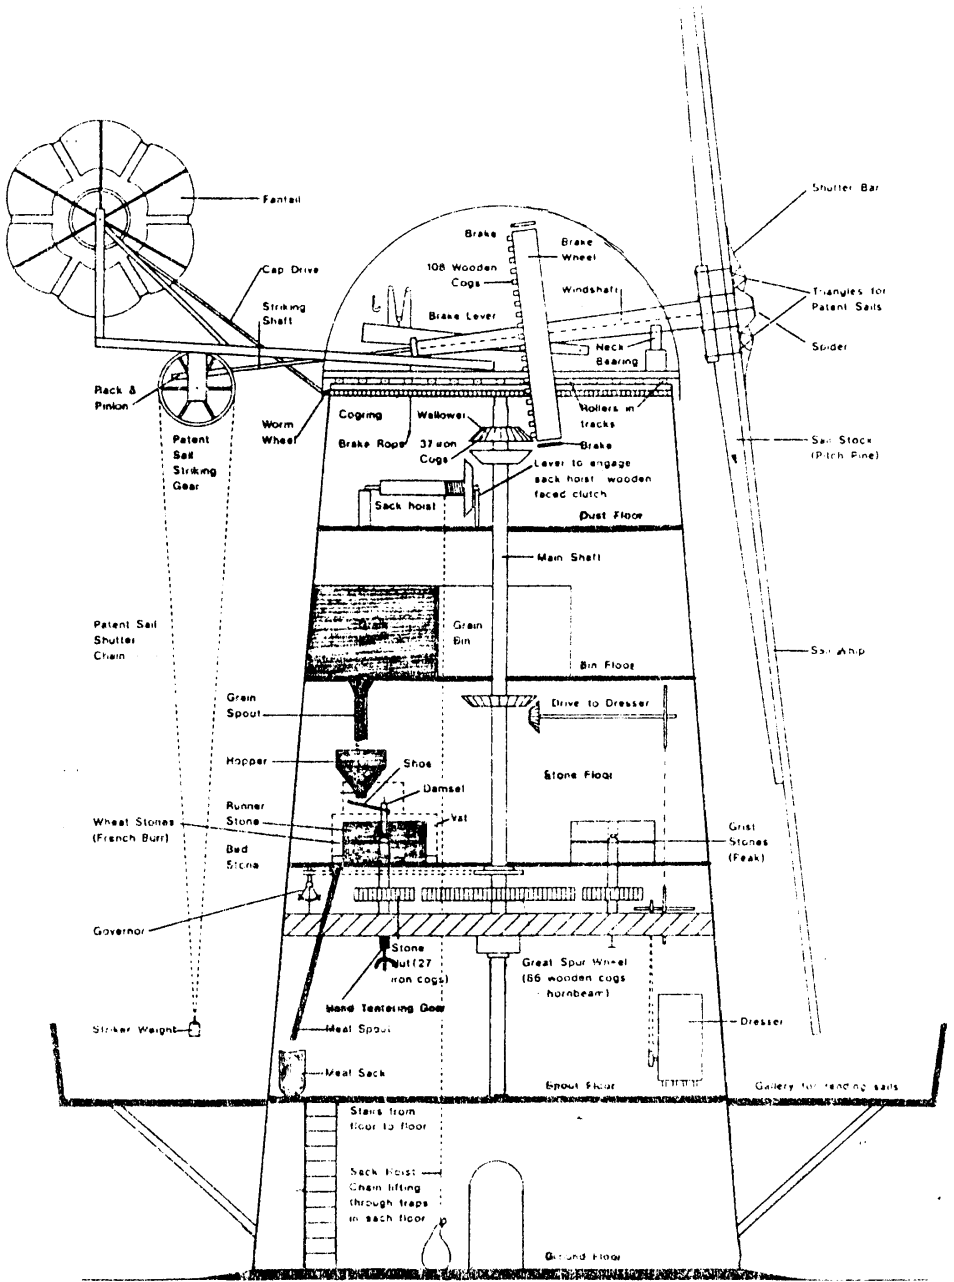 Shutter Bar
Fantail
Brake
Brake
Wheel
108 Wooden
Cogs
Cap Drive
Windshaft
Triangles for
Patent Sails
Striking
Shaft
Brake Lever
Neck
Bearing
Spider
Rack &
Pinion
Cogring
Wallower
Rollers in
tracks
Worm
Wheel
Brake Rope
37 iron
Cogs
Brake
Patent
Sail
Striking
Gear
Sail Stock
(Pitch Pine)
Lever to engage
sack hoist wooden
faced clutch
Sack hoist
Dust Floor
Main Shaft
Patent Sail
Shutter
Chain
Grain
Bin
Sail Whip
Bin Floor
Grain
Spout
Drive to Dresser
Hopper
Shoe
Stone Floor
Damsel
Runner
Stone
Vat
Wheat Stones
(French Burr)
Grist
Stones
(Peak)
Bed
Stone
Governor
Stone
Nut (27
iron cogs)
Great Spur Wheel
(86 wooden cogs
- hornbeam)
Hand Tentering Gear
Striker Weight
Meal Spout
Dresser
Meal Sack
Spout Floor
Gallery for tending sails
Stairs from
floor to floor
Sack Hoist
Chain lifting
through traps
in each floor
Ground Floor